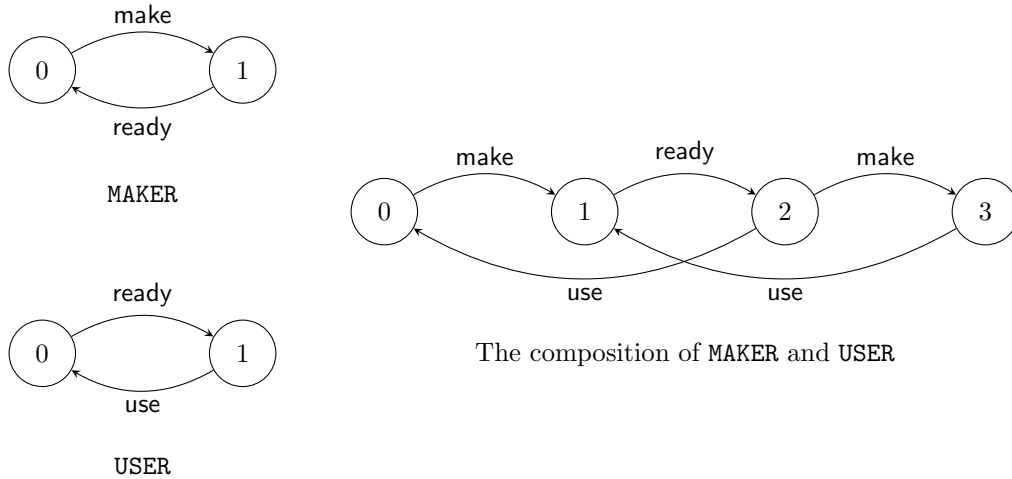 make
0 1
ready
MAKER
ready
0 1
use
USER
make ready make
0 1 2 3
use use
The composition of MAKER and USER